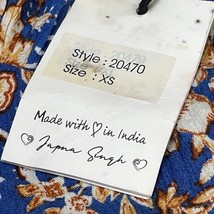 Style : 20470
Size : XS
Made with ♡ in India
Japna Singh